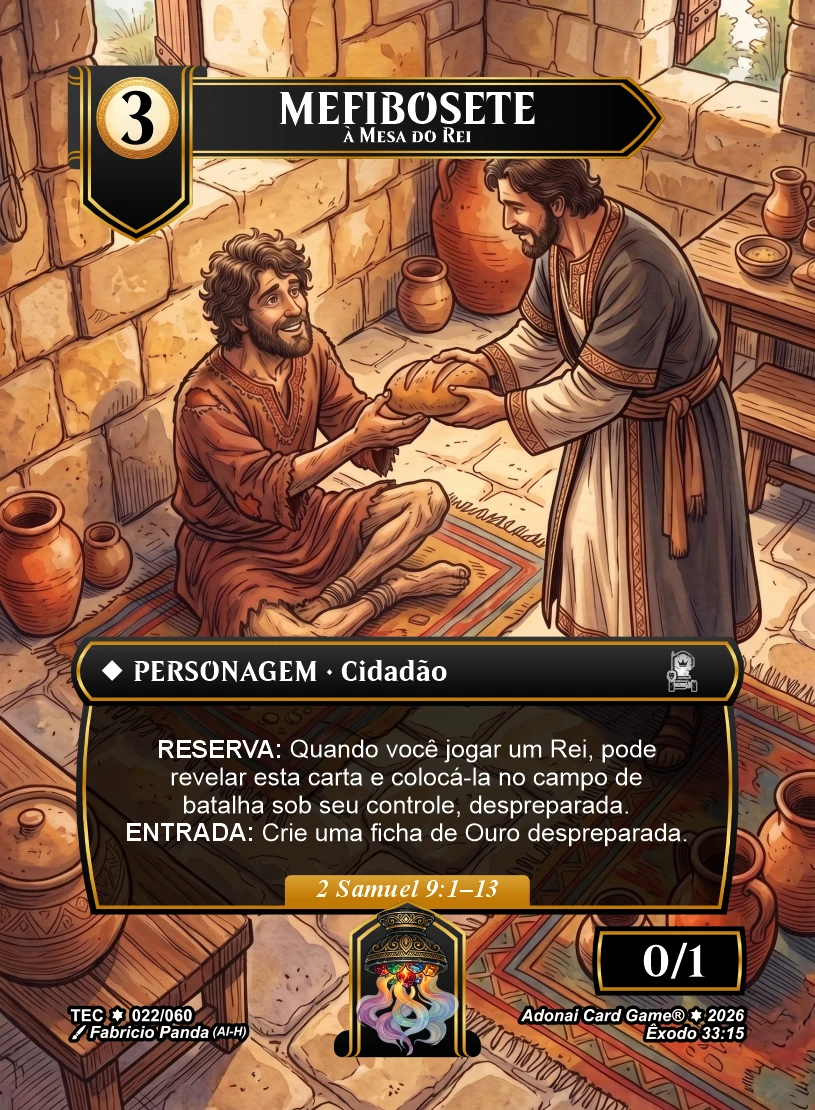 3
MEFIBOSETE
À MESA DO REI
◆ PERSONAGEM · Cidadão
RESERVA: Quando você jogar um Rei, pode
revelar esta carta e colocá-la no campo de
batalha sob seu controle, despreparada.
ENTRADA: Crie uma ficha de Ouro despreparada.
2 Samuel 9:1–13
0/1
TEC ✶ 022/060
Fabricio Panda (AI-H)
Adonai Card Game® ✶ 2026
Êxodo 33:15